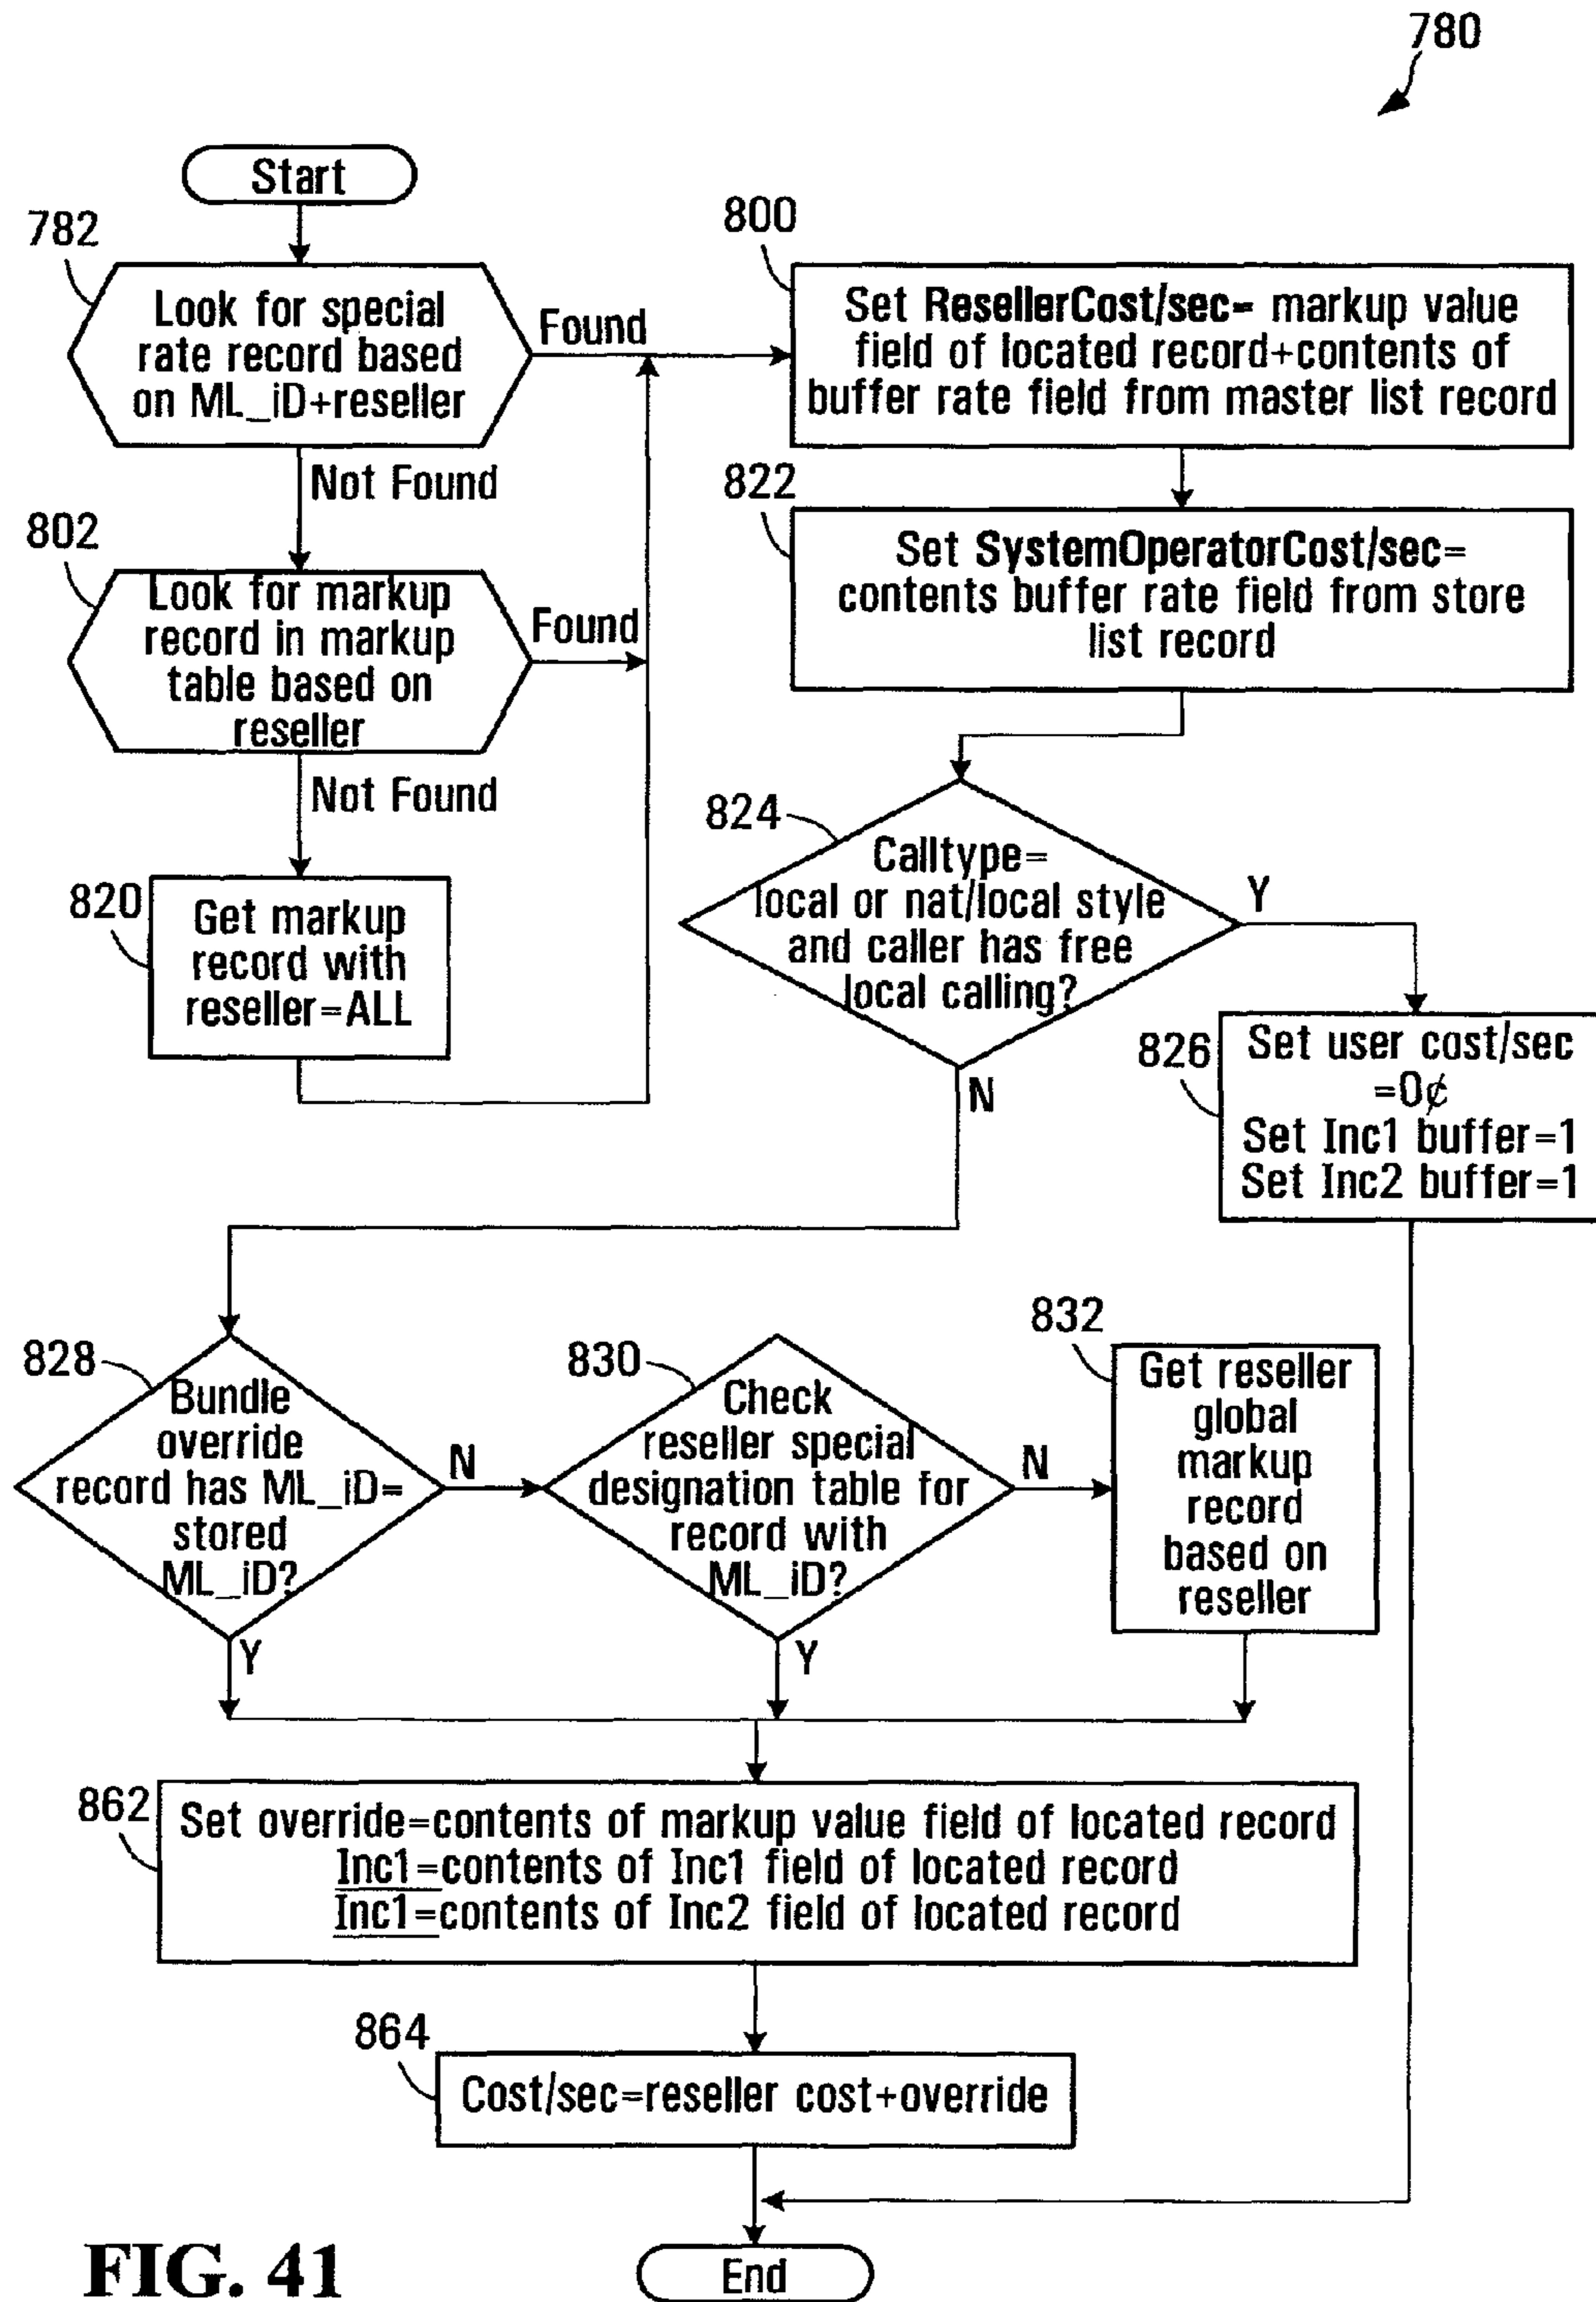 780
Start
782
Look for special
rate record based
on ML_iD+reseller
Found
Not Found
802
Look for markup
record in markup
table based on
reseller
Found
Not Found
820
Get markup
record with
reseller=ALL
800
Set ResellerCost/sec= markup value
field of located record+contents of
buffer rate field from master list record
822
Set SystemOperatorCost/sec=
contents buffer rate field from store
list record
824
Calltype=
local or nat/local style
and caller has free
local calling?
Y
N
826
Set user cost/sec
=0¢
Set Inc1 buffer=1
Set Inc2 buffer=1
828
Bundle
override
record has ML_iD=
stored
ML_iD?
N
Y
830
Check
reseller special
designation table for
record with
ML_iD?
N
Y
832
Get reseller
global
markup
record
based on
reseller
862
Set override=contents of markup value field of located record
Inc1=contents of Inc1 field of located record
Inc1=contents of Inc2 field of located record
864
Cost/sec=reseller cost+override
End
FIG. 41